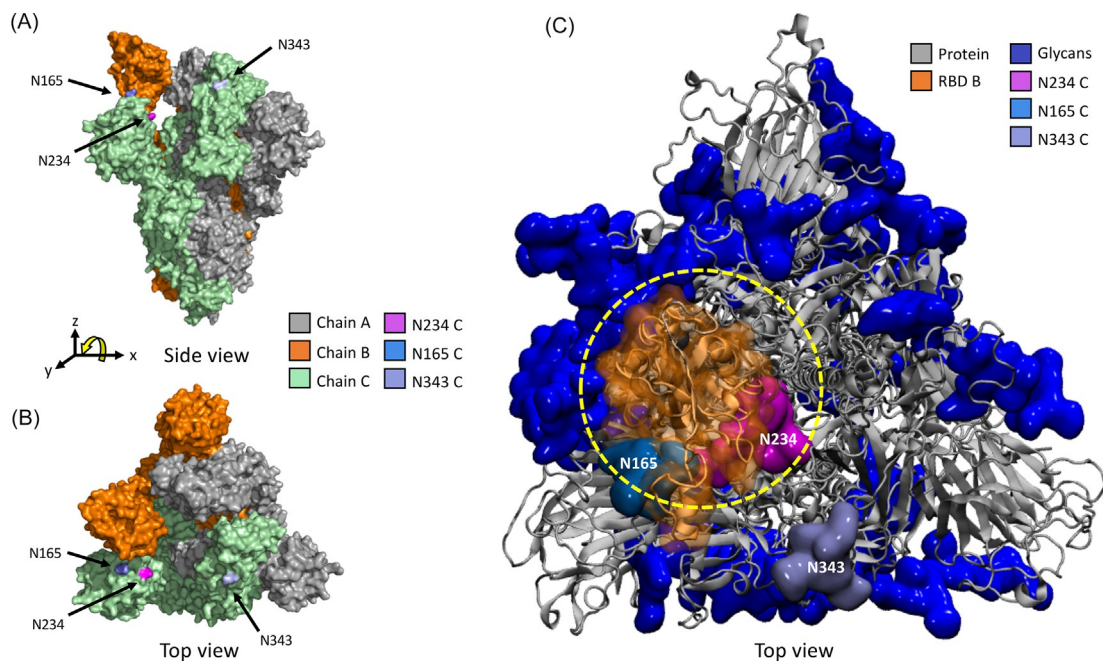 (A)
N343
N165
N234
z
x
y
Side view
Chain A
N234 C
Chain B
N165 C
Chain C
N343 C
(B)
N165
N234
N343
Top view
(C)
Protein
Glycans
RBD B
N234 C
N165 C
N343 C
N165
N234
N343
Top view